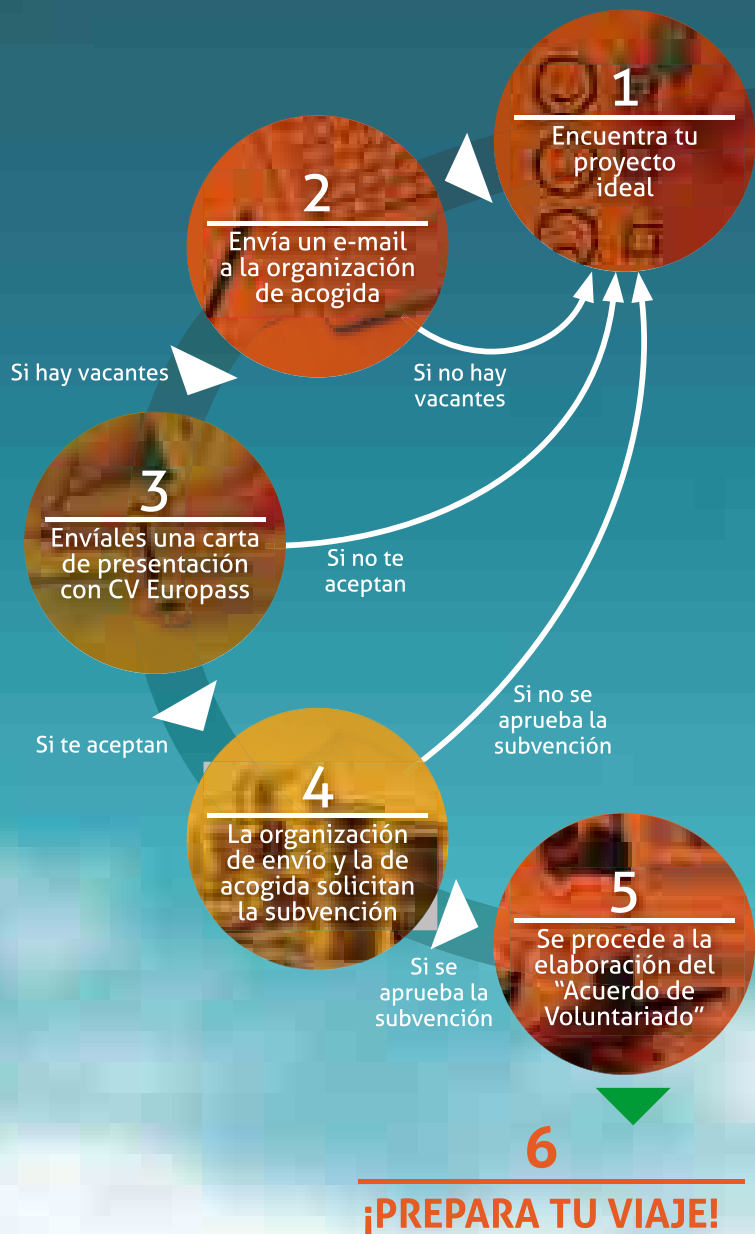 1
Encuentra tu
proyecto
ideal
2
Envía un e-mail
a la organización
de acogida
Si hay vacantes
Si no hay
vacantes
3
Envíales una carta
de presentación
con CV Europass
Si no te
aceptan
Si te aceptan
Si no se
aprueba la
subvención
4
La organización
de envío y la de
acogida solicitan
la subvención
Si se
aprueba la
subvención
5
Se procede a la
elaboración del
“Acuerdo de
Voluntariado”
6
¡PREPARA TU VIAJE!